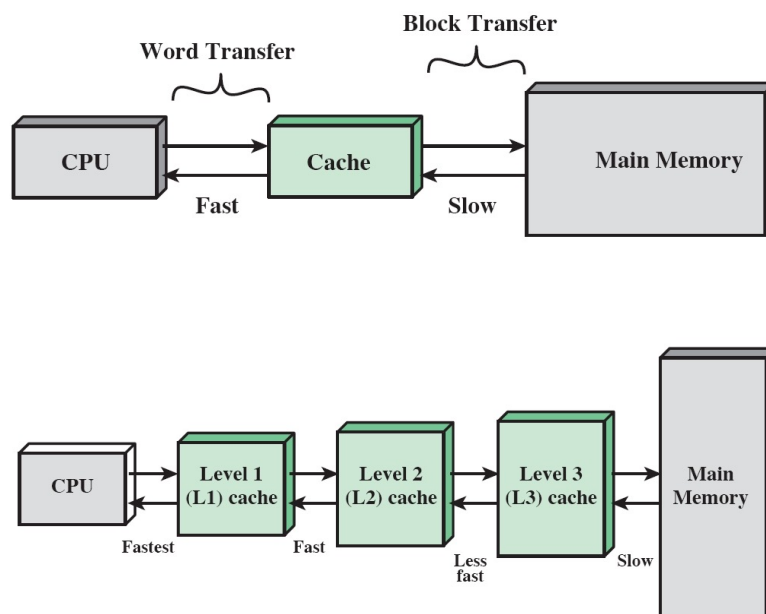 Block Transfer
Word Transfer
CPU
Cache
Main Memory
Fast
Slow
CPU
Level 1
(L1) cache
Level 2
(L2) cache
Level 3
(L3) cache
Main
Memory
Fastest
Fast
Less
fast
Slow